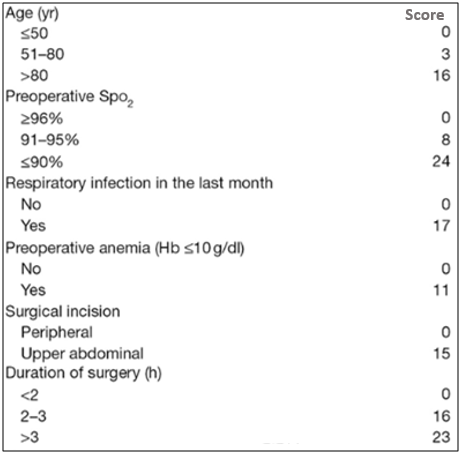 Age (yr) Score
≤50 0
51–80 3
>80 16
Preoperative Spo₂
≥96% 0
91–95% 8
≤90% 24
Respiratory infection in the last month
No 0
Yes 17
Preoperative anemia (Hb ≤10 g/dl)
No 0
Yes 11
Surgical incision
Peripheral 0
Upper abdominal 15
Duration of surgery (h)
<2 0
2–3 16
>3 23